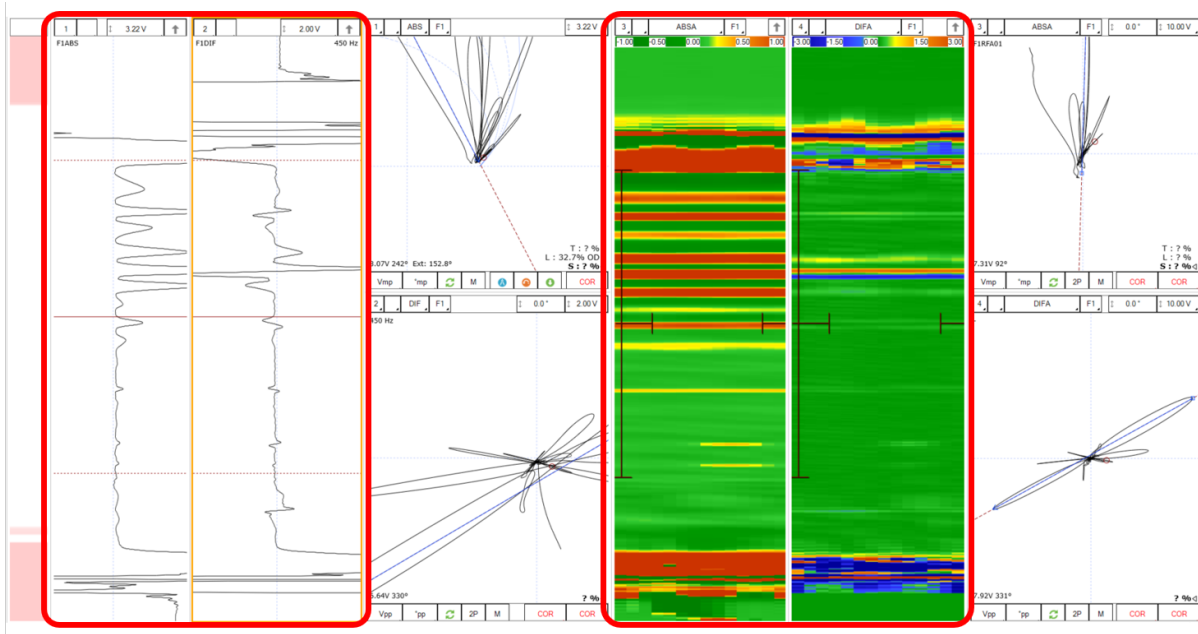 1 3.22 V
F1ABS
2 2.00 V
F1DIF 450 Hz
1 ABS F1 3.22 V
T : ? %
L : 32.7% OD
S : ? %
.07V 242° Ext: 152.8°
Vmp °mp M COR
2 DIF F1 0.0° 2.00 V
450 Hz
.64V 330° ? %
Vpp °pp 2P M COR COR
3 ABSA F1
-1.00 -0.50 0.00 0.50 1.00
4 DIFA F1
-3.00 -1.50 0.00 1.50 3.00
3 ABSA F1 0.0° 10.00 V
F1RFA01
T : ? %
L : ? %
S : ? %
7.31V 92°
Vmp °mp 2P M COR COR
4 DIFA F1 0.0° 10.00 V
7.92V 331° ? %
Vpp °pp 2P M COR COR